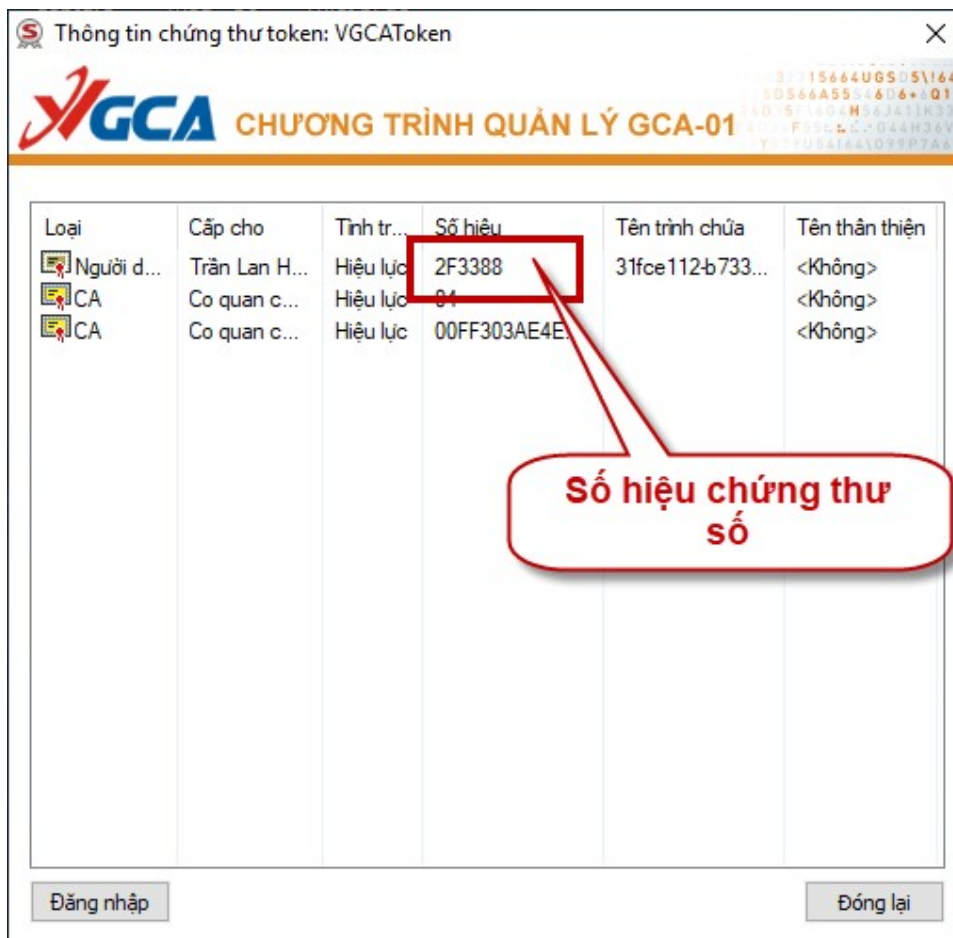 Thông tin chứng thư token: VGCAToken
VGCA CHƯƠNG TRÌNH QUẢN LÝ GCA-01
Loại Cấp cho Tình tr... Số hiệu Tên trình chứa Tên thân thiện
Người d... Trần Lan H... Hiệu lực 2F3388 31fce112-b733... <Không>
CA Co quan c... Hiệu lực <Không>
CA Co quan c... Hiệu lực 00FF303AE4E <Không>
Số hiệu chứng thư
số
Đăng nhập Đóng lại